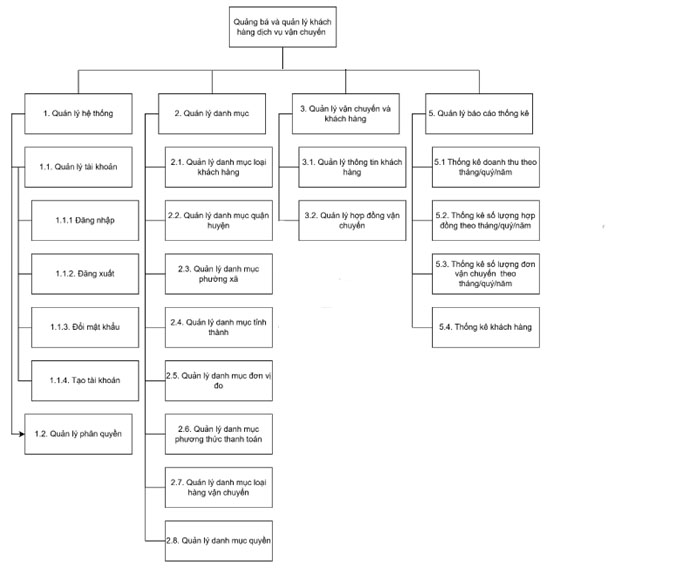 Quảng bá và quản lý khách
hàng dịch vụ vận chuyển
1. Quản lý hệ thống
1.1. Quản lý tài khoản
1.1.1 Đăng nhập
1.1.2. Đăng xuất
1.1.3. Đổi mật khẩu
1.1.4. Tạo tài khoản
1.2. Quản lý phân quyền
2. Quản lý danh mục
2.1. Quản lý danh mục loại
khách hàng
2.2. Quản lý danh mục quận
huyện
2.3. Quản lý danh mục
phường xã
2.4. Quản lý danh mục tỉnh
thành
2.5. Quản lý danh mục đơn vị
đo
2.6. Quản lý danh mục
phương thức thanh toán
2.7. Quản lý danh mục loại
hàng vận chuyển
2.8. Quản lý danh mục quyền
3. Quản lý vận chuyển và
khách hàng
3.1. Quản lý thông tin khách
hàng
3.2. Quản lý hợp đồng vận
chuyển
5. Quản lý báo cáo thống kê
5.1 Thống kê doanh thu theo
tháng/quý/năm
5.2. Thống kê số lượng hợp
đồng theo tháng/quý/năm
5.3. Thống kê số lượng đơn
vận chuyển theo
tháng/quý/năm
5.4. Thống kê khách hàng